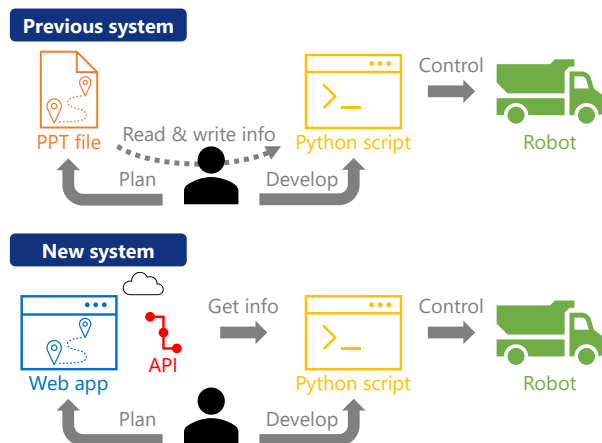 Previous system
Control
Read & write info
PPT file
Python script
Robot
Plan
Develop
New system
Get info
Control
API
Web app
Python script
Robot
Plan
Develop